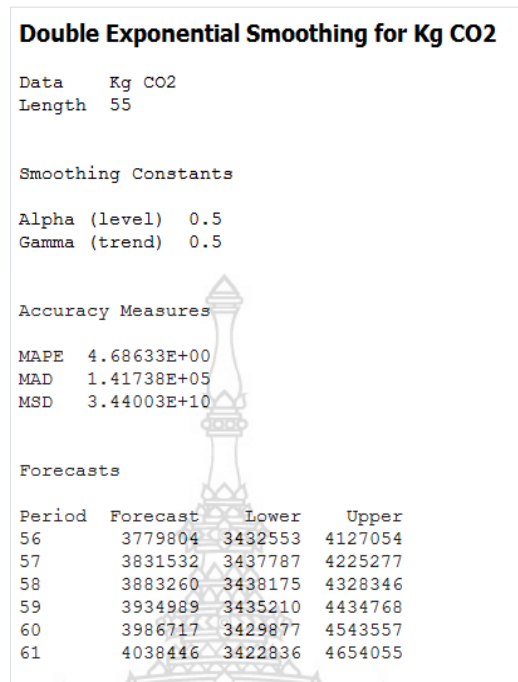 Double Exponential Smoothing for Kg CO2
Data Kg CO2
Length 55
Smoothing Constants
Alpha (level) 0.5
Gamma (trend) 0.5
Accuracy Measures
MAPE 4.68633E+00
MAD 1.41738E+05
MSD 3.44003E+10
Forecasts
Period Forecast Lower Upper
56 3779804 3432553 4127054
57 3831532 3437787 4225277
58 3883260 3438175 4328346
59 3934989 3435210 4434768
60 3986717 3429877 4543557
61 4038446 3422836 4654055